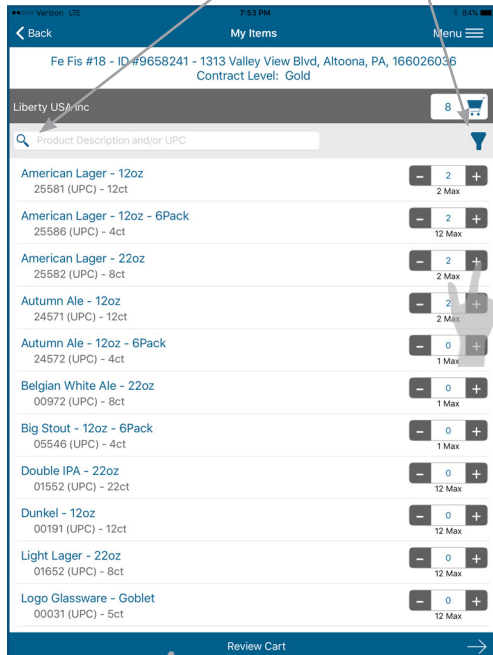 Verizon LTE 7:53 PM 84%
Back My Items Menu
Fe Fis #18 - ID #9658241 - 1313 Valley View Blvd, Altoona, PA, 166026036
Contract Level: Gold
Liberty USA Inc 8
Product Description and/or UPC
American Lager - 12oz
25581 (UPC) - 12ct
- 2 +
2 Max
American Lager - 12oz - 6Pack
25586 (UPC) - 4ct
- 2 +
12 Max
American Lager - 22oz
25582 (UPC) - 8ct
- 2 +
2 Max
Autumn Ale - 12oz
24571 (UPC) - 12ct
- 2 +
2 Max
Autumn Ale - 12oz - 6Pack
24572 (UPC) - 4ct
- 0 +
1 Max
Belgian White Ale - 22oz
00972 (UPC) - 8ct
- 0 +
1 Max
Big Stout - 12oz - 6Pack
05546 (UPC) - 4ct
- 0 +
1 Max
Double IPA - 22oz
01552 (UPC) - 22ct
- 0 +
12 Max
Dunkel - 12oz
00191 (UPC) - 12ct
- 0 +
12 Max
Light Lager - 22oz
01652 (UPC) - 8ct
- 0 +
12 Max
Logo Glassware - Goblet
00031 (UPC) - 5ct
- 0 +
12 Max
Review Cart